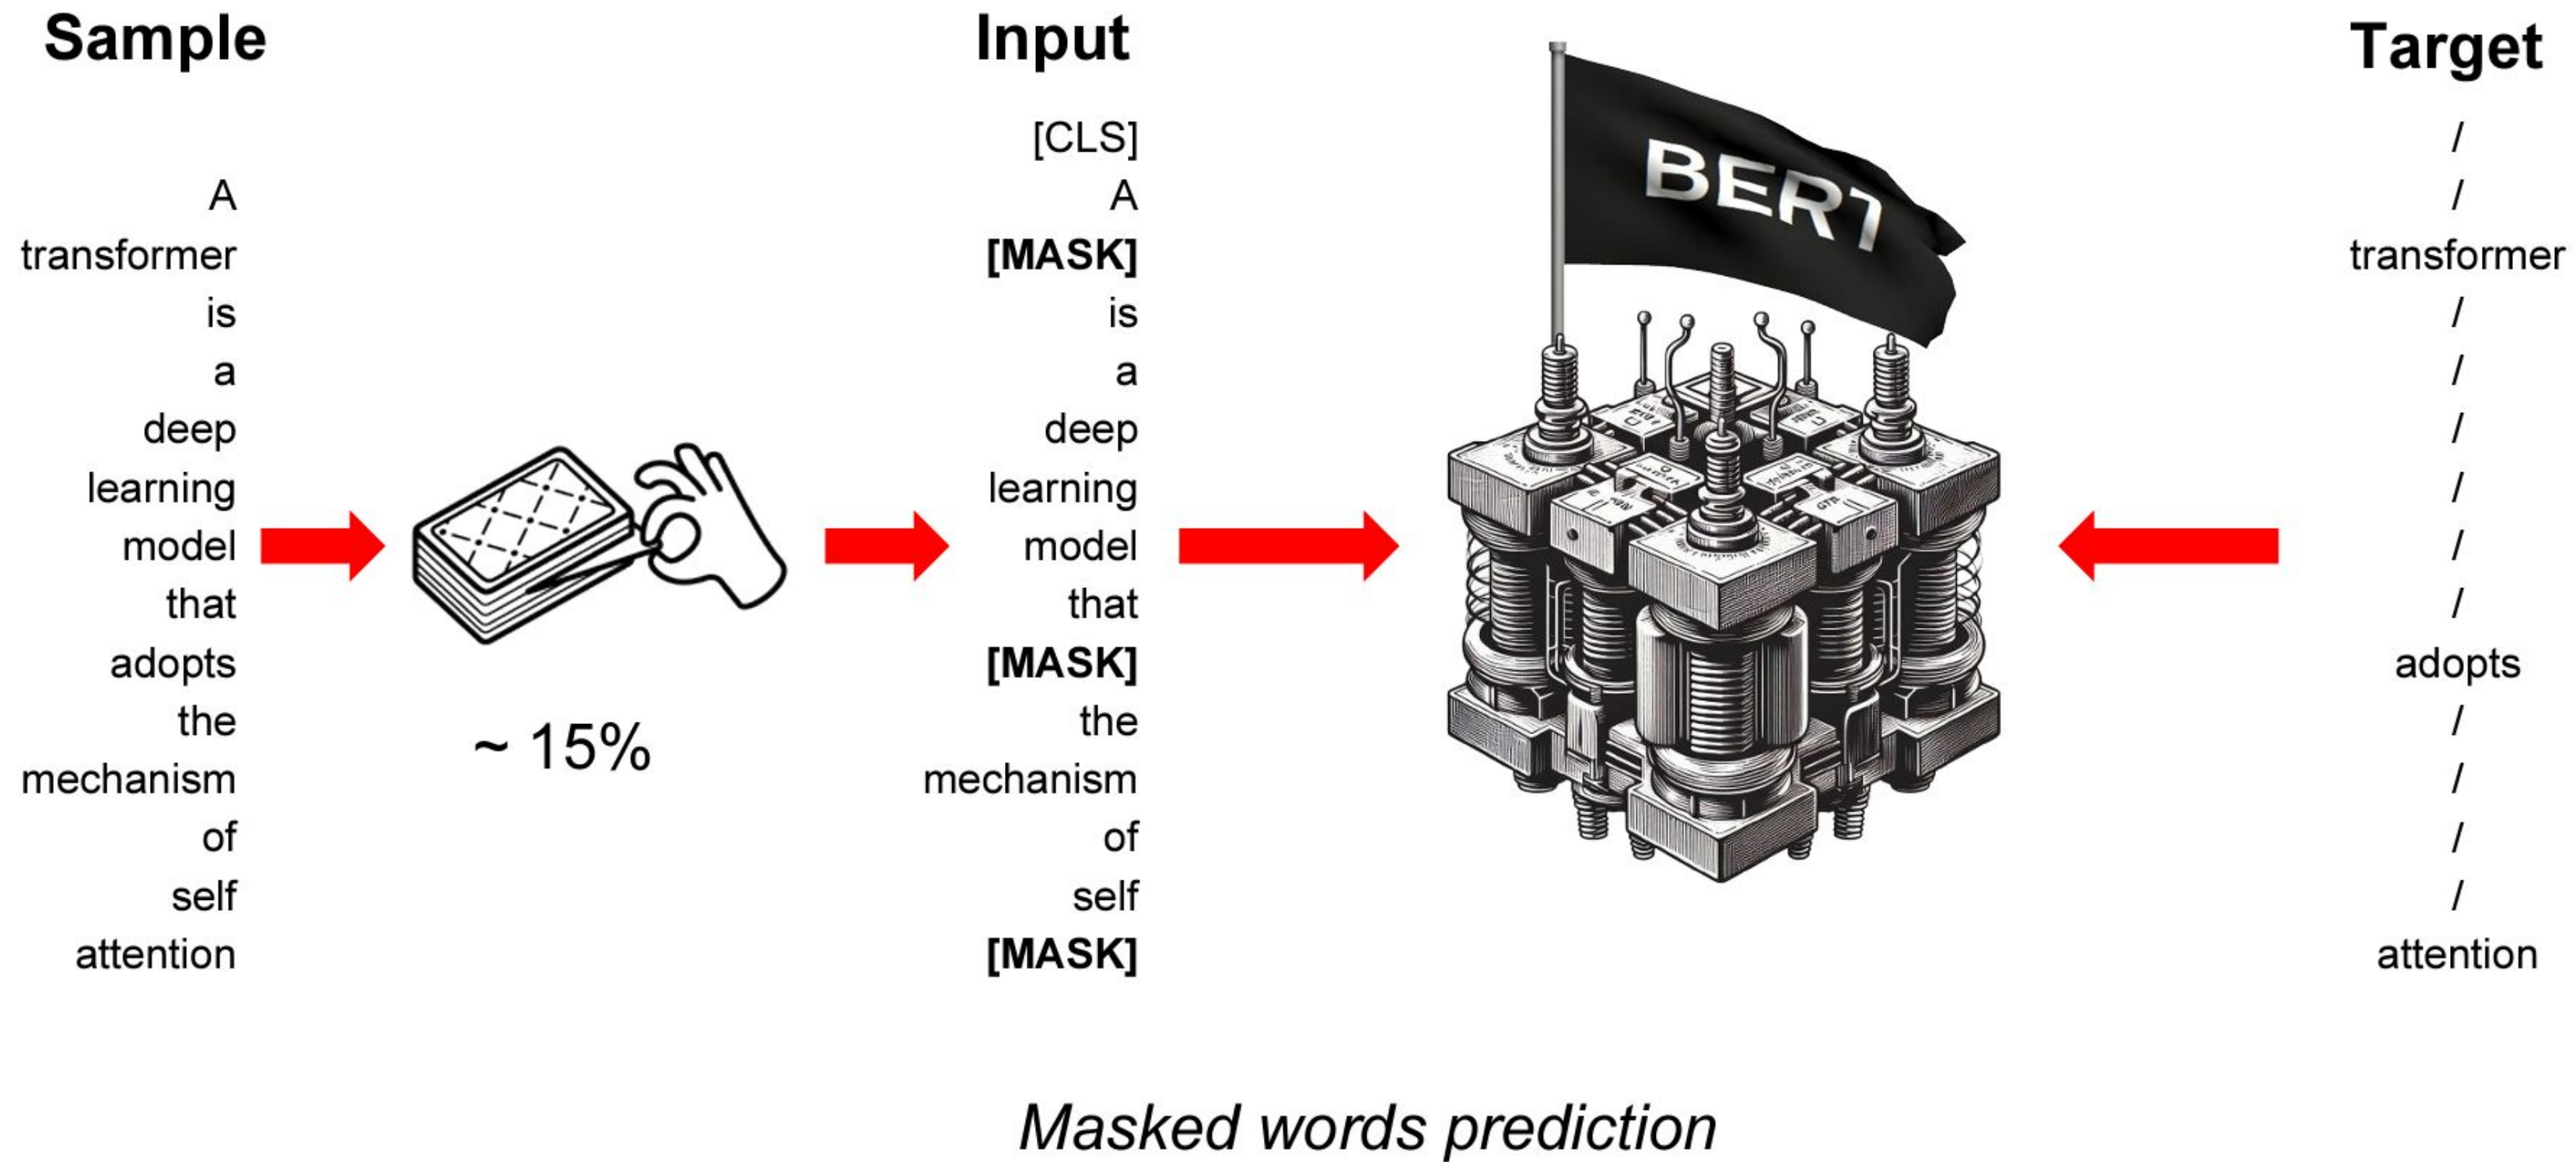 Sample
A
transformer
is
a
deep
learning
model
that
adopts
the
mechanism
of
self
attention
~ 15%
Input
[CLS]
A
[MASK]
is
a
deep
learning
model
that
[MASK]
the
mechanism
of
self
[MASK]
BERT
Target
/
/
transformer
/
/
/
/
/
/
adopts
/
/
/
/
attention
Masked words prediction